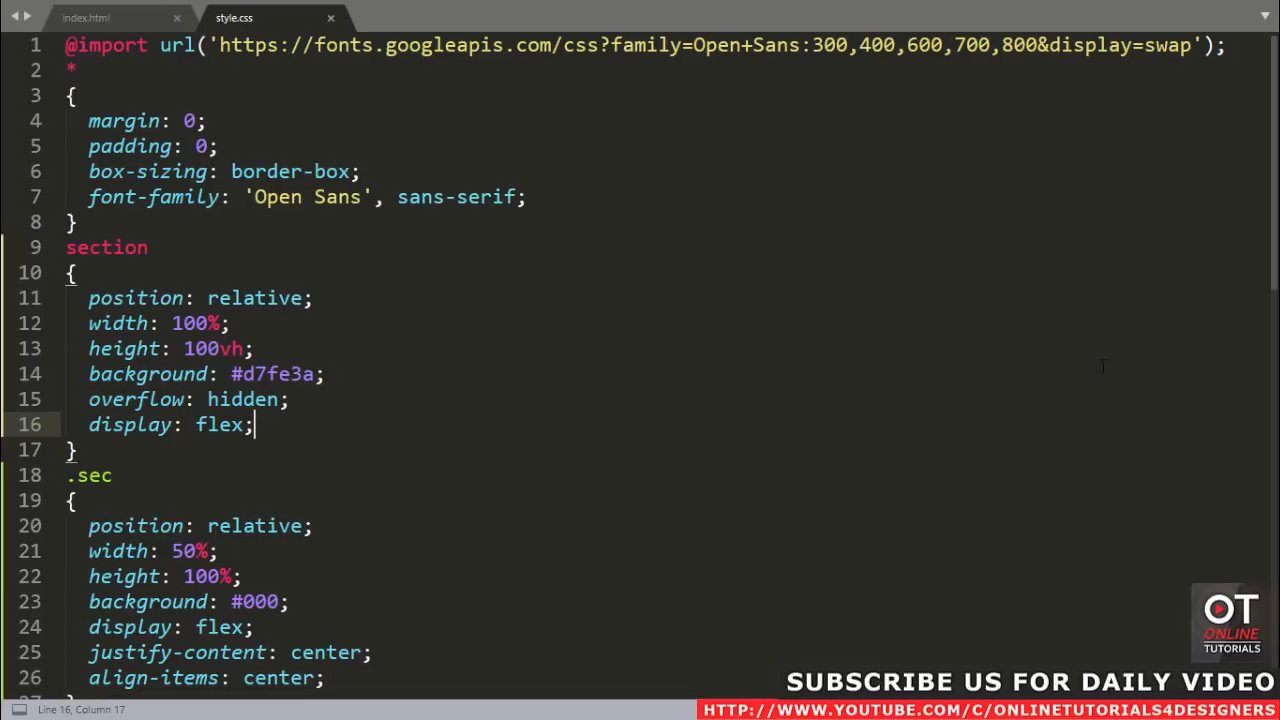 index.html × style.css ×
1 @import url('https://fonts.googleapis.com/css?family=Open+Sans:300,400,600,700,800&display=swap');
2 *
3 {
4 margin: 0;
5 padding: 0;
6 box-sizing: border-box;
7 font-family: 'Open Sans', sans-serif;
8 }
9 section
10 {
11 position: relative;
12 width: 100%;
13 height: 100vh;
14 background: #d7fe3a;
15 overflow: hidden;
16 display: flex;
17 }
18 .sec
19 {
20 position: relative;
21 width: 50%;
22 height: 100%;
23 background: #000;
24 display: flex;
25 justify-content: center;
26 align-items: center;
27 }
OT
ONLINE
TUTORIALS
SUBSCRIBE US FOR DAILY VIDEO
HTTP://WWW.YOUTUBE.COM/C/ONLINETUTORIALS4DESIGNERS
Line 16, Column 17